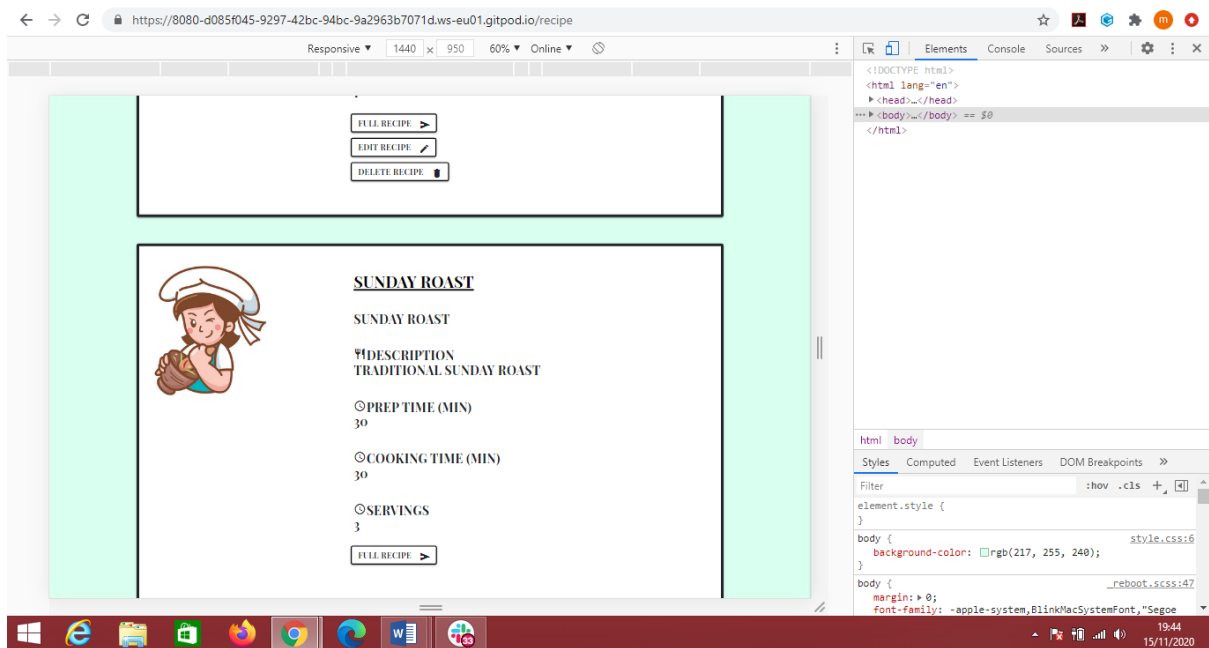 https://8080-d085f045-9297-42bc-94bc-9a2963b7071d.ws-eu01.gitpod.io/recipe
m
Responsive ▼ 1440 x 950 60% ▼ Online ▼
Elements Console Sources »
<!DOCTYPE html>
<html lang="en">
▶<head>…</head>
…▶<body>…</body> == $0
</html>
FULL RECIPE
EDIT RECIPE
DELETE RECIPE
SUNDAY ROAST
SUNDAY ROAST
DESCRIPTION
TRADITIONAL SUNDAY ROAST
PREP TIME (MIN)
30
COOKING TIME (MIN)
30
SERVINGS
3
FULL RECIPE
html body
Styles Computed Event Listeners DOM Breakpoints »
Filter :hov .cls +
element.style {
}
body { style.css:6
background-color: rgb(217, 255, 240);
}
body { _reboot.scss:47
margin:▶ 0;
font-family: -apple-system,BlinkMacSystemFont,"Segoe
W
33
19:44
15/11/2020